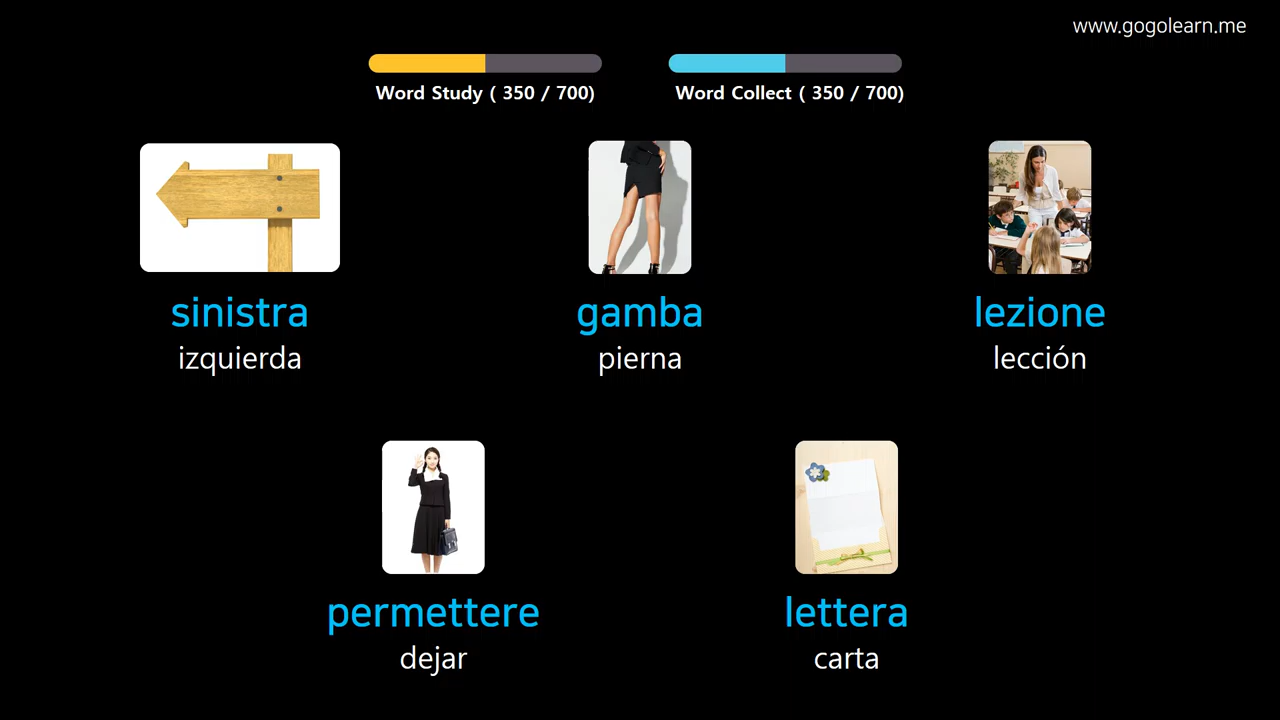 www.gogolearn.me
Word Study ( 350 / 700)
Word Collect ( 350 / 700)
sinistra
izquierda
gamba
pierna
lezione
lección
permettere
dejar
lettera
carta